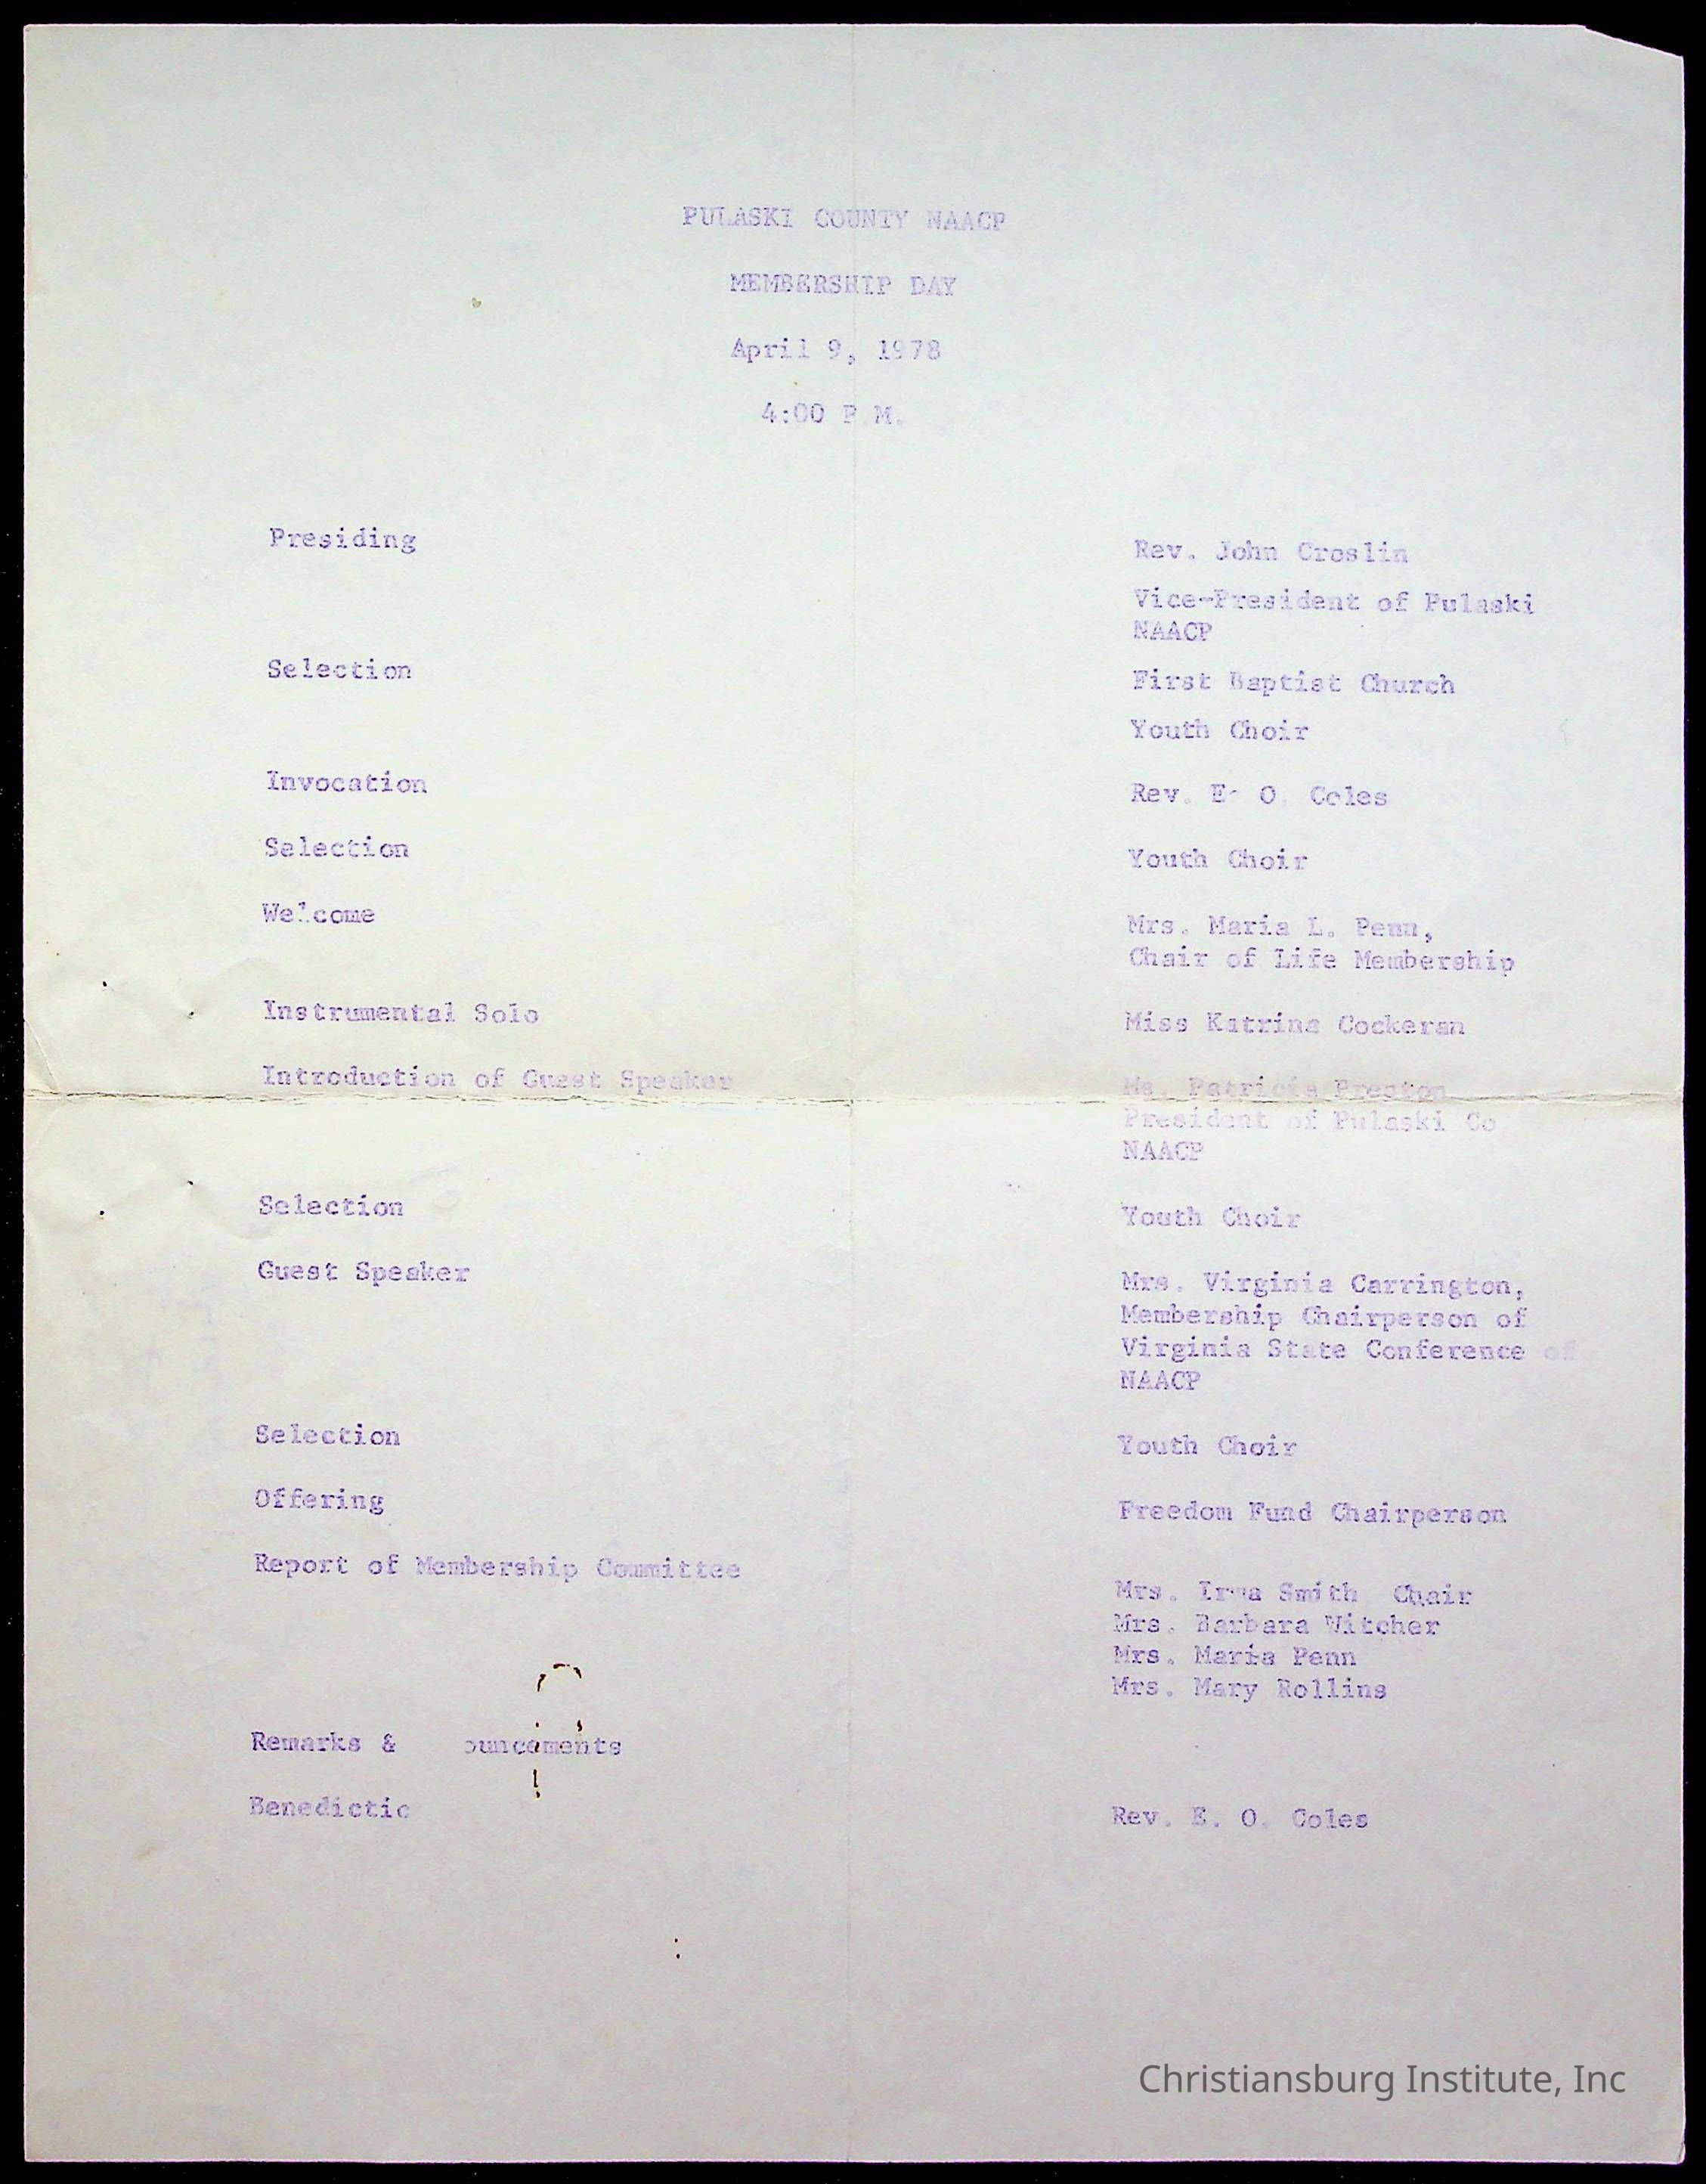 PULASKI COUNTY NAACP
MEMBERSHIP DAY
April 9, 1978
4:00 P M.
Presiding
Rev. John Croslin
Vice-President of Pulaski
NAACP
Selection
First Baptist Church
Youth Choir
Invocation
Rev. E. O. Coles
Selection
Youth Choir
Welcome
Mrs. Maria L. Penn,
Chair of Life Membership
Instrumental Solo
Miss Katrina Cockeran
Introduction of Guest Speaker
Ms. Patricia Preston
President of Pulaski Co
NAACP
Selection
Youth Choir
Guest Speaker
Mrs. Virginia Carrington,
Membership Chairperson of
Virginia State Conference of
NAACP
Selection
Youth Choir
Offering
Freedom Fund Chairperson
Report of Membership Committee
Mrs. Irma Smith Chair
Mrs. Barbara Witcher
Mrs. Maria Penn
Mrs. Mary Rollins
Remarks & ouncements
Benedictio
Rev. E. O. Coles
Christiansburg Institute, Inc